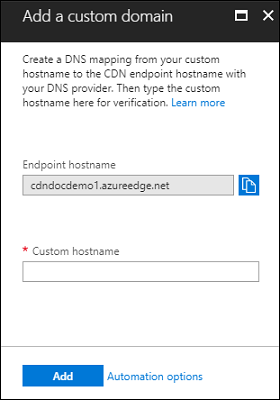 Add a custom domain
Create a DNS mapping from your custom
hostname to the CDN endpoint hostname with
your DNS provider. Then type the custom
hostname here for verification. Learn more
Endpoint hostname
cdndocdemo1.azureedge.net
* Custom hostname
Add Automation options